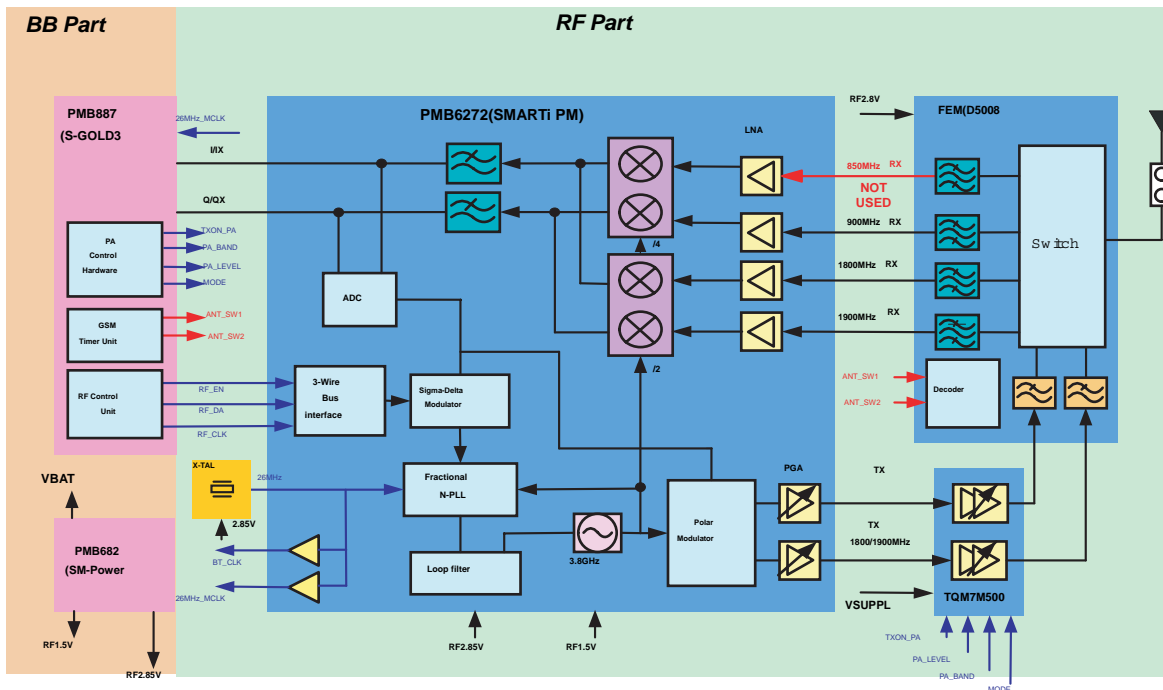 BB Part
RF Part
PMB887
(S-GOLD3
26MHz_MCLK
I/IX
Q/QX
PA
Control
Hardware
TXON_PA
PA_BAND
PA_LEVEL
MODE
GSM
Timer Unit
ANT_SW1
ANT_SW2
RF Control
Unit
RF_EN
RF_DA
RF_CLK
VBAT
PMB682
(SM-Power
RF1.5V
RF2.85V
X-TAL
26MHz
2.85V
BT_CLK
26MHz_MCLK
PMB6272(SMARTi PM)
LNA
ADC
3-Wire
Bus
interface
Sigma-Delta
Modulator
Fractional
N-PLL
Loop filter
3.8GHz
/4
/2
Polar
Modulator
PGA
RF2.85V
RF1.5V
RF2.8V
FEM(D5008
850MHz RX
NOT
USED
900MHz RX
1800MHz RX
1900MHz RX
Switch
ANT_SW1
ANT_SW2
Decoder
TX
TX
1800/1900MHz
VSUPPL
TQM7M500
TXON_PA
PA_LEVEL
PA_BAND
MODE